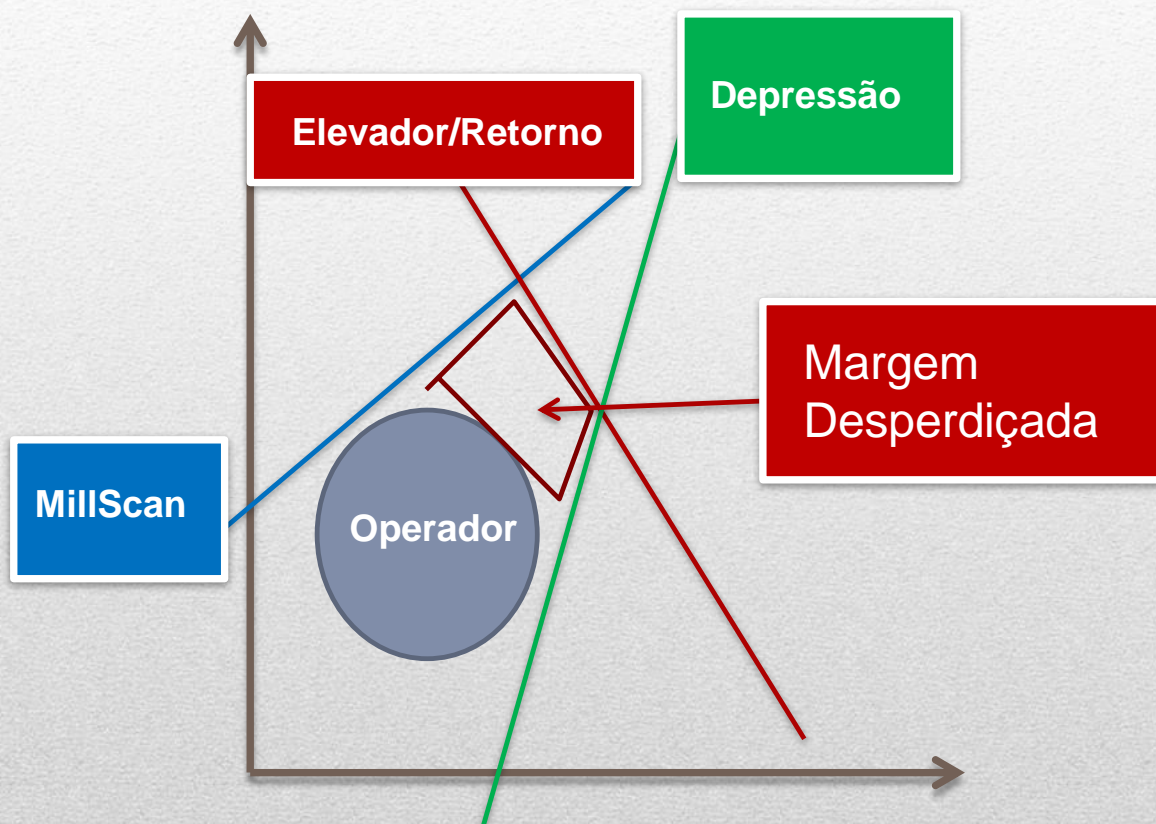 Depressão
Elevador/Retorno
Margem
Desperdiçada
MillScan
Operador